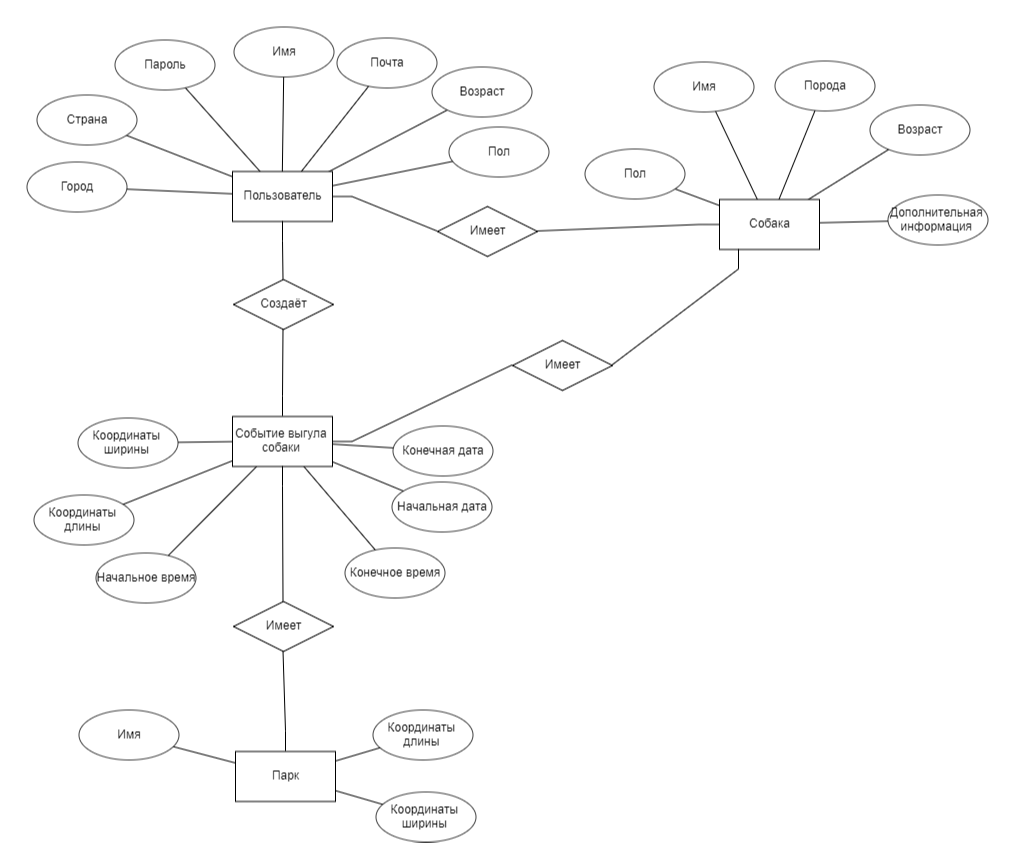 Имя
Пароль
Почта
Возраст
Страна
Пол
Город
Пользователь
Имя
Порода
Возраст
Пол
Собака
Дополнительная
информация
Имеет
Создаёт
Имеет
Событие выгула
собаки
Координаты
ширины
Конечная дата
Координаты
длины
Начальная дата
Начальное время
Конечное время
Имеет
Имя
Координаты
длины
Парк
Координаты
ширины